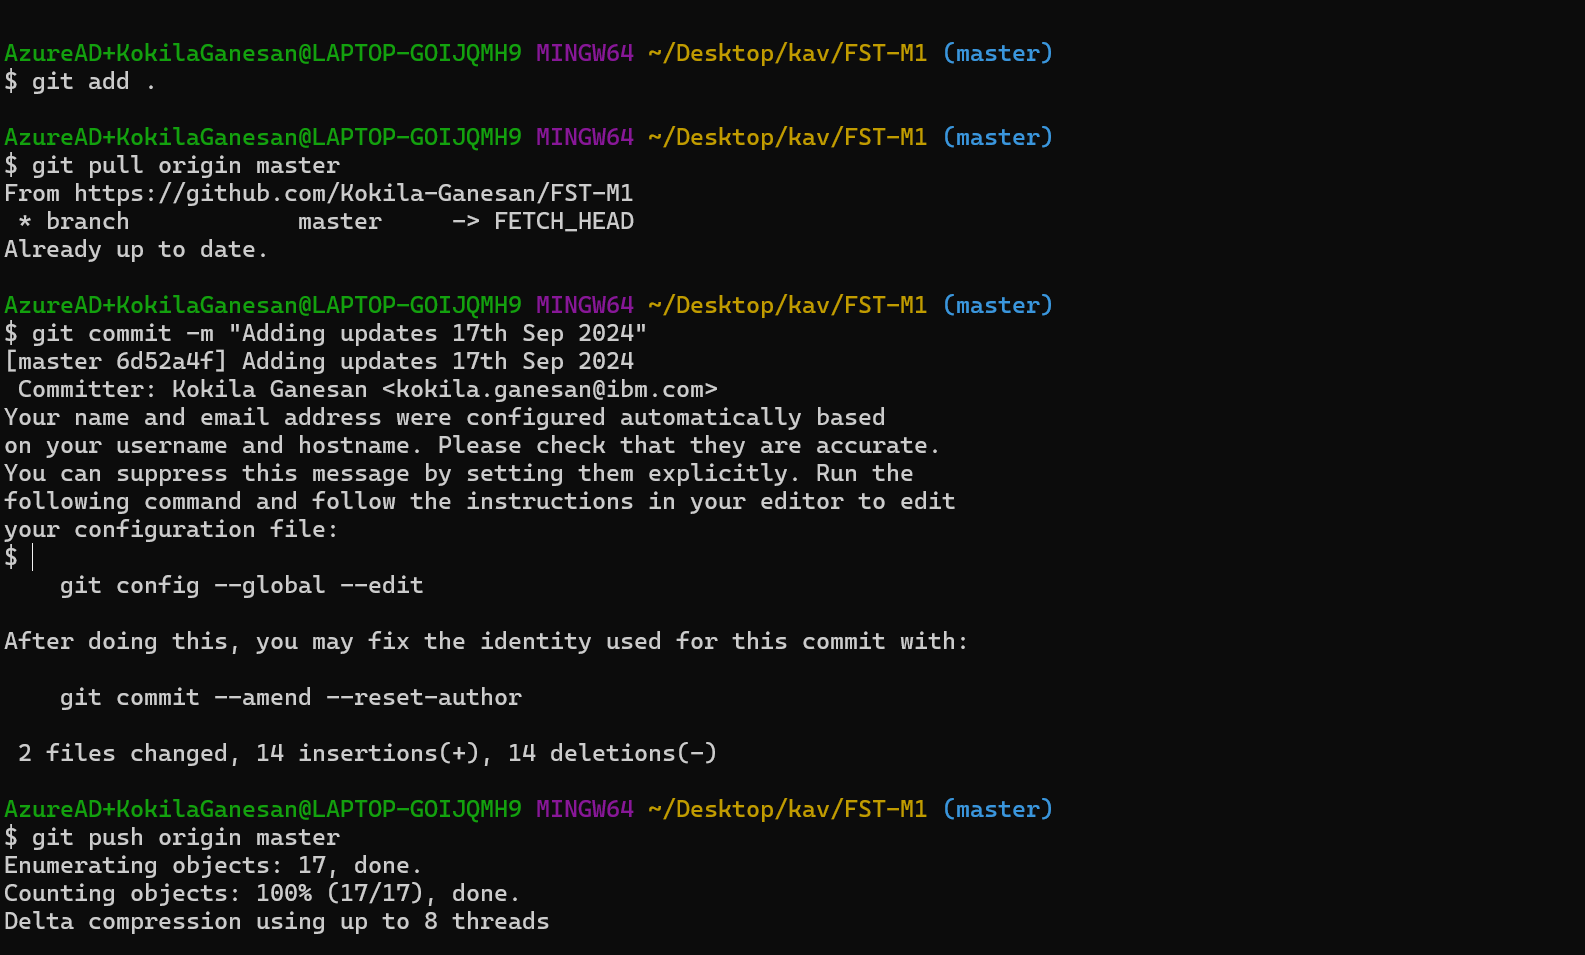 AzureAD+KokilaGanesan@LAPTOP-GOIJQMH9 MINGW64 ~/Desktop/kav/FST-M1 (master)
$ git add .
AzureAD+KokilaGanesan@LAPTOP-GOIJQMH9 MINGW64 ~/Desktop/kav/FST-M1 (master)
$ git pull origin master
From https://github.com/Kokila-Ganesan/FST-M1
 * branch            master     -> FETCH_HEAD
Already up to date.
AzureAD+KokilaGanesan@LAPTOP-GOIJQMH9 MINGW64 ~/Desktop/kav/FST-M1 (master)
$ git commit -m "Adding updates 17th Sep 2024"
[master 6d52a4f] Adding updates 17th Sep 2024
 Committer: Kokila Ganesan <kokila.ganesan@ibm.com>
Your name and email address were configured automatically based
on your username and hostname. Please check that they are accurate.
You can suppress this message by setting them explicitly. Run the
following command and follow the instructions in your editor to edit
your configuration file:
$
    git config --global --edit
After doing this, you may fix the identity used for this commit with:
    git commit --amend --reset-author
 2 files changed, 14 insertions(+), 14 deletions(-)
AzureAD+KokilaGanesan@LAPTOP-GOIJQMH9 MINGW64 ~/Desktop/kav/FST-M1 (master)
$ git push origin master
Enumerating objects: 17, done.
Counting objects: 100% (17/17), done.
Delta compression using up to 8 threads